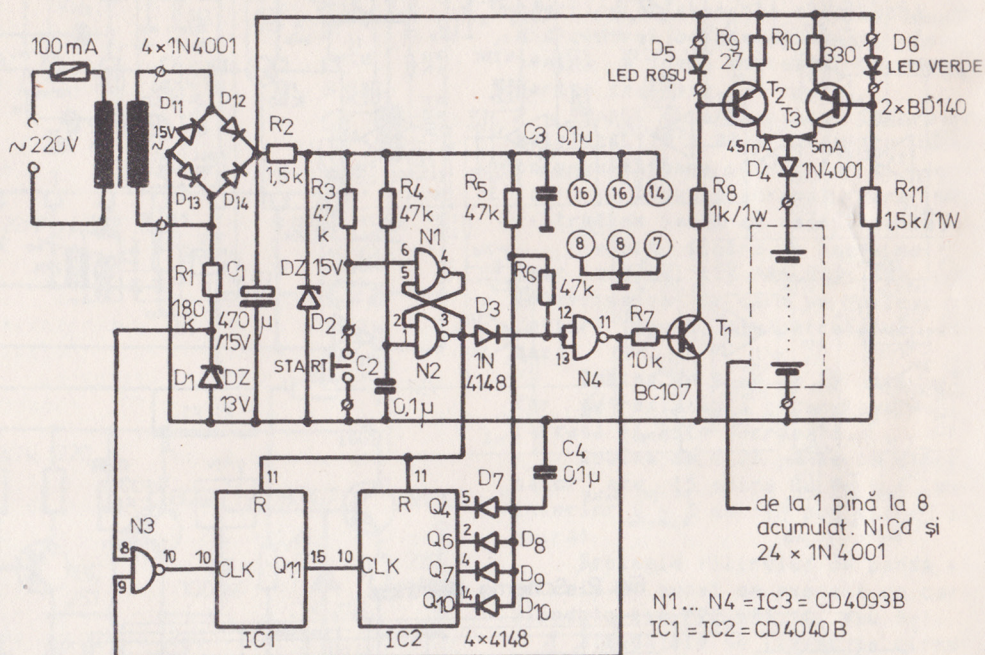 100mA
4×1N4001
D11
D12
15V
~
D13
D14
~220V
R2
1,5k
R1
180
k
C1
470
µ
/15V
D1
DZ
13V
DZ
15V
D2
R3
47
k
START
C2
0,1µ
R4
47k
N1
6
5
4
2
1
3
N2
D3
1N
4148
R5
47k
C3 0,1µ
R6
47k
16
16
14
8
8
7
12
13
11
N4
R7
10k
T1
BC107
D5
LED ROSU
R9
27
R10
330
D6
LED VERDE
T2
T3
2×BD140
45mA
5mA
D4
1N4001
R8
1k/1w
R11
1,5k/1W
C4
0,1µ
N3
8
9
10
10
CLK
11
R
Q11
IC1
15
10
CLK
11
R
Q4
Q6
Q7
Q10
IC2
5
2
4
14
D7
D8
D9
D10
4×4148
de la 1 pînă la 8
acumulat. NiCd și
24 × 1N4001
N1... N4 = IC3 = CD4093B
IC1 = IC2 = CD4040B